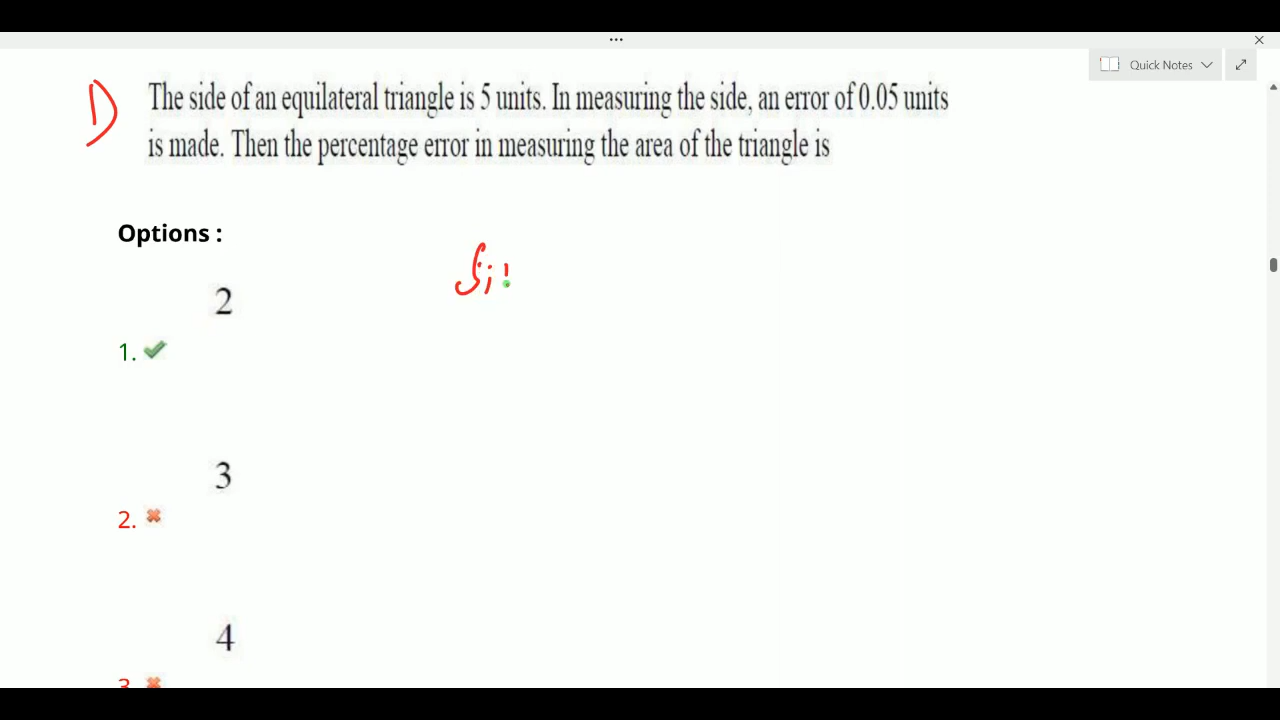 Quick Notes
D The side of an equilateral triangle is 5 units. In measuring the side, an error of 0.05 units
is made. Then the percentage error in measuring the area of the triangle is
Options :
2
1.
3
2.
4
3.